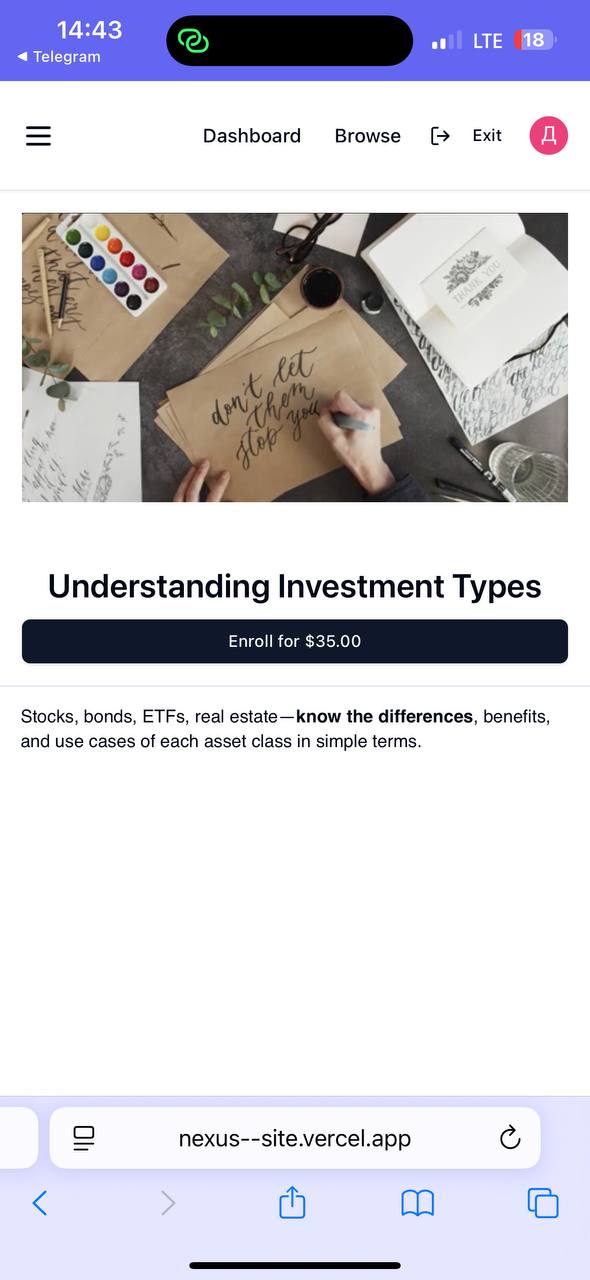 14:43
Telegram
LTE
18
Dashboard
Browse
Exit
Д
THANK YOU
don't let
them
stop you
Understanding Investment Types
Enroll for $35.00
Stocks, bonds, ETFs, real estate—know the differences, benefits,
and use cases of each asset class in simple terms.
nexus--site.vercel.app